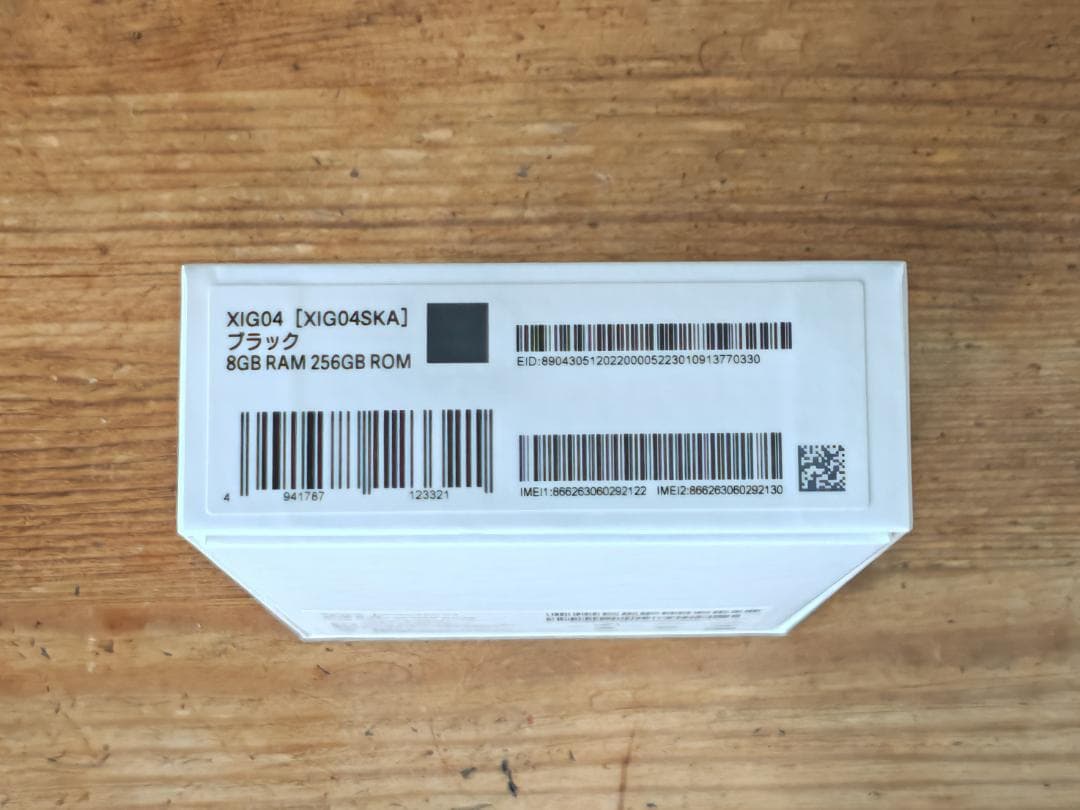 XIG04 [XIG04SKA]
ブラック
8GB RAM 256GB ROM
EID:89043051202200005223010913770330
4 941787 123321
IMEI1:866263060292122 IMEI2:866263060292130